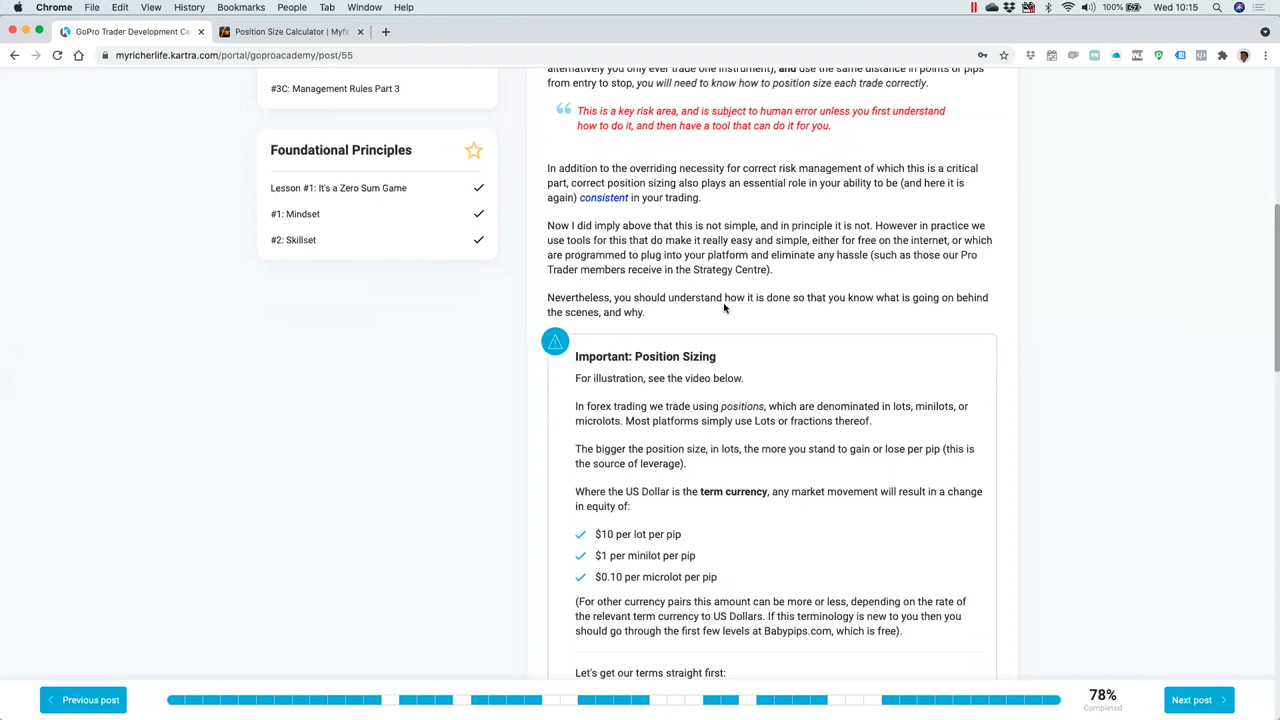 Chrome File Edit View History Bookmarks People Tab Window Help 100% Wed 10:15
GoPro Trader Development Ce Position Size Calculator | Myfx
myricherlife.kartra.com/portal/goproacademy/post/55
alternatively you only ever trade one instrument), and use the same distance in points or pips
from entry to stop, you will need to know how to position size each trade correctly.
#3C: Management Rules Part 3
This is a key risk area, and is subject to human error unless you first understand
how to do it, and then have a tool that can do it for you.
Foundational Principles
Lesson #1: It's a Zero Sum Game
#1: Mindset
#2: Skillset
In addition to the overriding necessity for correct risk management of which this is a critical
part, correct position sizing also plays an essential role in your ability to be (and here it is
again) consistent in your trading.
Now I did imply above that this is not simple, and in principle it is not. However in practice we
use tools for this that do make it really easy and simple, either for free on the internet, or which
are programmed to plug into your platform and eliminate any hassle (such as those our Pro
Trader members receive in the Strategy Centre).
Nevertheless, you should understand how it is done so that you know what is going on behind
the scenes, and why.
Important: Position Sizing
For illustration, see the video below.
In forex trading we trade using positions, which are denominated in lots, minilots, or
microlots. Most platforms simply use Lots or fractions thereof.
The bigger the position size, in lots, the more you stand to gain or lose per pip (this is
the source of leverage).
Where the US Dollar is the term currency, any market movement will result in a change
in equity of:
$10 per lot per pip
$1 per minilot per pip
$0.10 per microlot per pip
(For other currency pairs this amount can be more or less, depending on the rate of
the relevant term currency to US Dollars. If this terminology is new to you then you
should go through the first few levels at Babypips.com, which is free).
Let's get our terms straight first:
Previous post
78%
Completed
Next post